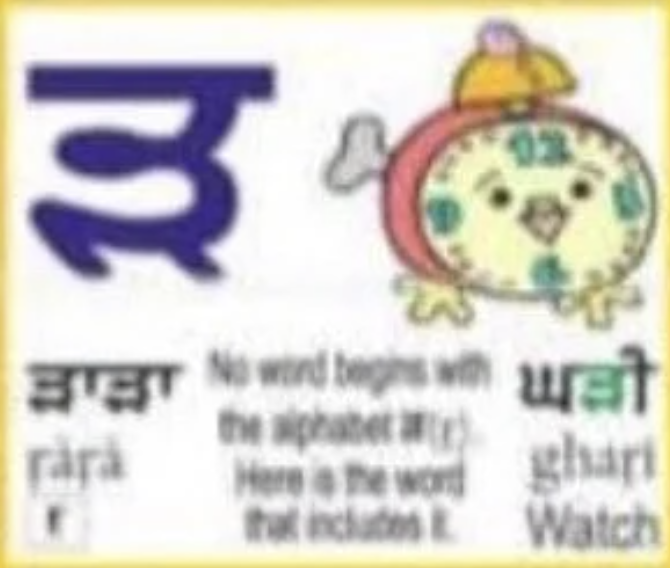 ੜ
12
3
9
6
ੜਾੜਾ
ṛāṛā
ṛ
No word begins with
the alphabet ੜ(ṛ).
Here is the word
that includes it.
ਘੜੀ
ghaṛi
Watch